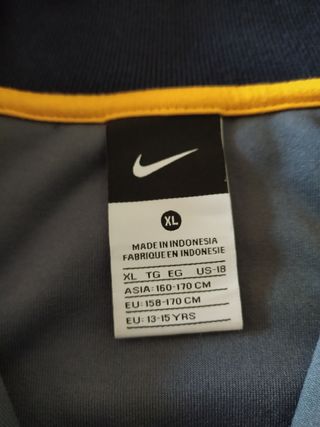 XL
MADE IN INDONESIA
FABRIQUE EN INDONESIE
XL TG EG US-18
ASIA: 160-170 CM
EU: 158-170 CM
EU: 13-15 YRS